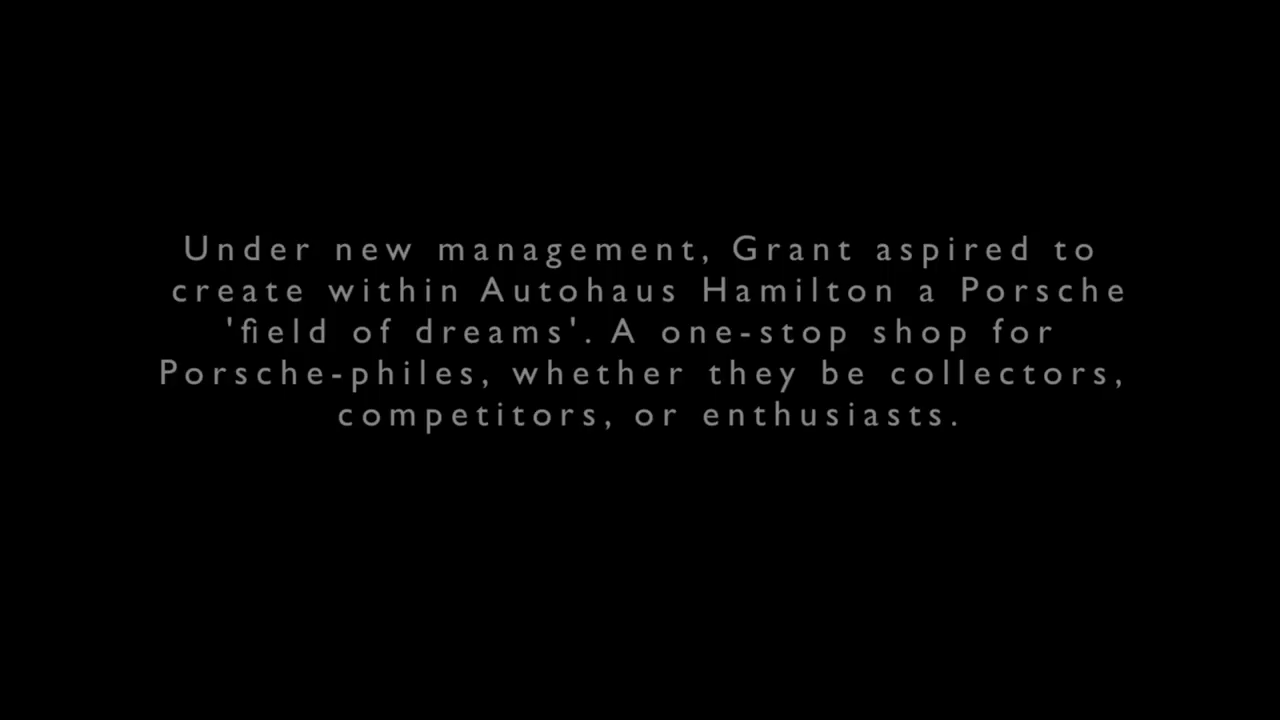 Under new management, Grant aspired to
create within Autohaus Hamilton a Porsche
'field of dreams'. A one-stop shop for
Porsche-philes, whether they be collectors,
competitors, or enthusiasts.